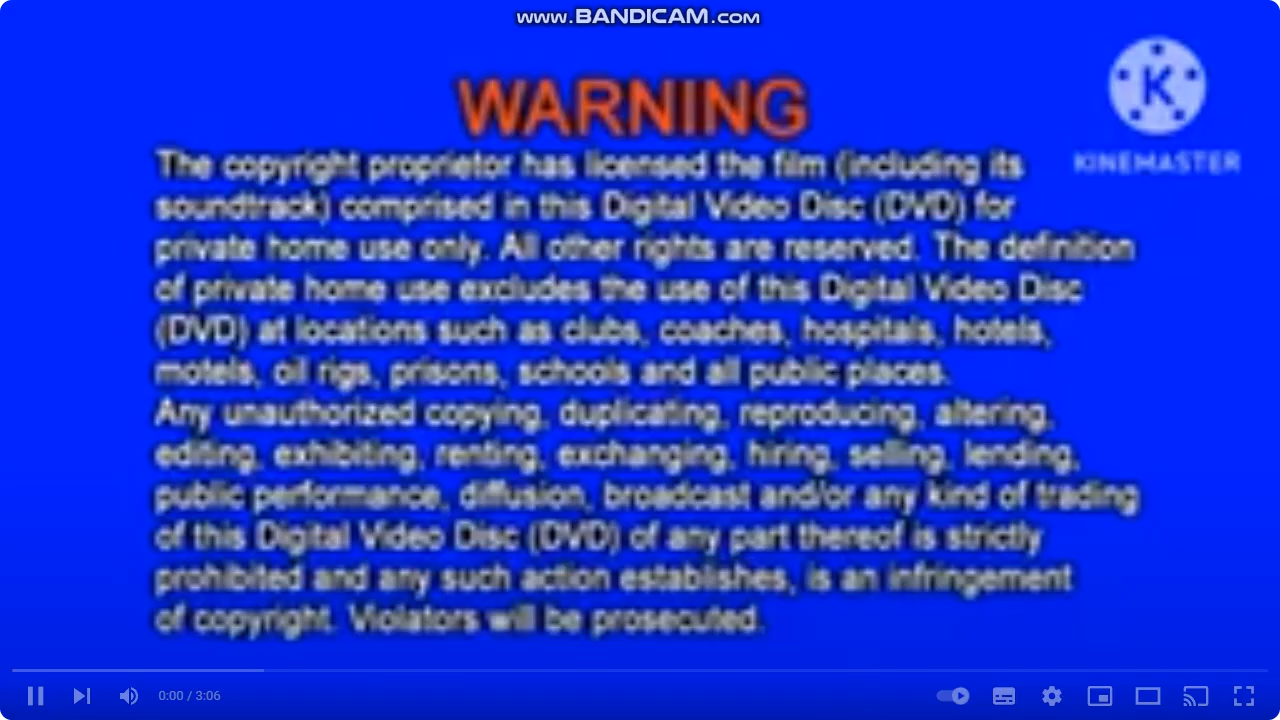 www.BANDICAM.com
WARNING
K
KINEMASTER
The copyright proprietor has licensed the film (including its
soundtrack) comprised in this Digital Video Disc (DVD) for
private home use only. All other rights are reserved. The definition
of private home use excludes the use of this Digital Video Disc
(DVD) at locations such as clubs, coaches, hospitals, hotels,
motels, oil rigs, prisons, schools and all public places.
Any unauthorized copying, duplicating, reproducing, altering,
editing, exhibiting, renting, exchanging, hiring, selling, lending,
public performance, diffusion, broadcast and/or any kind of trading
of this Digital Video Disc (DVD) of any part thereof is strictly
prohibited and any such action establishes, is an infringement
of copyright. Violators will be prosecuted.
0:00 / 3:06